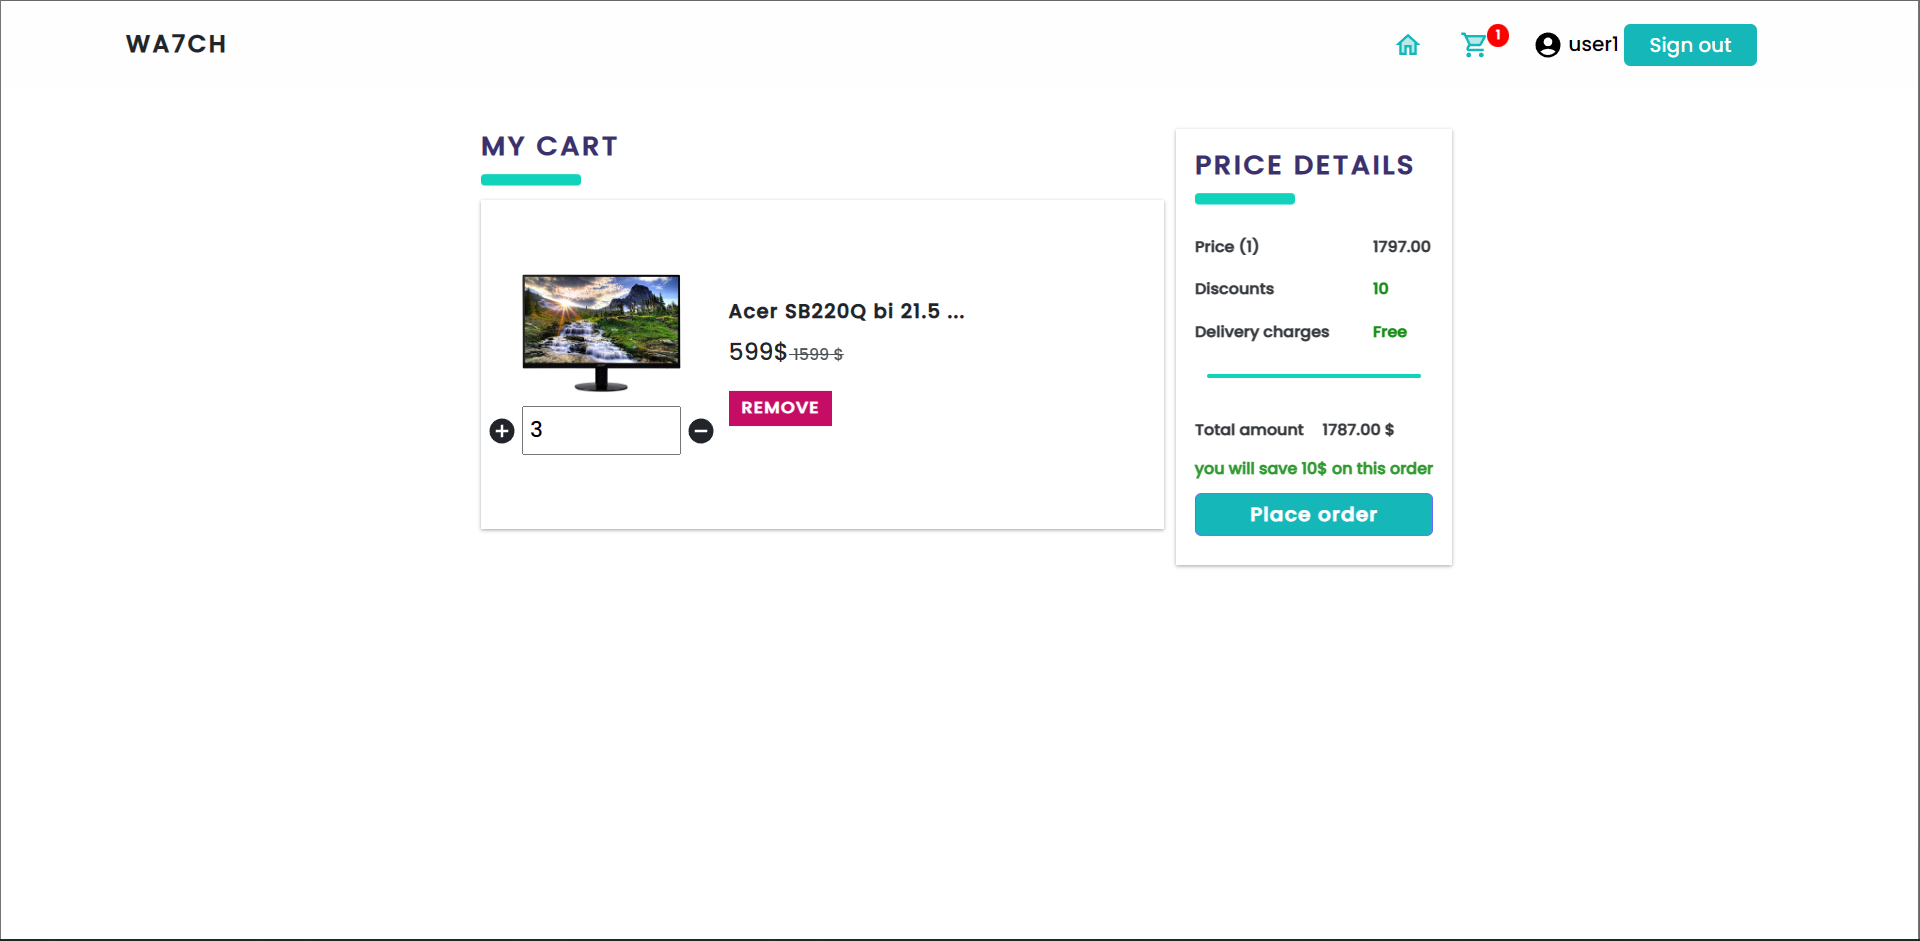 WA7CH
1
user1
Sign out
MY CART
Acer SB220Q bi 21.5 ...
599$ 1599 $
REMOVE
3
PRICE DETAILS
Price (1) 1797.00
Discounts 10
Delivery charges Free
Total amount 1787.00 $
you will save 10$ on this order
Place order